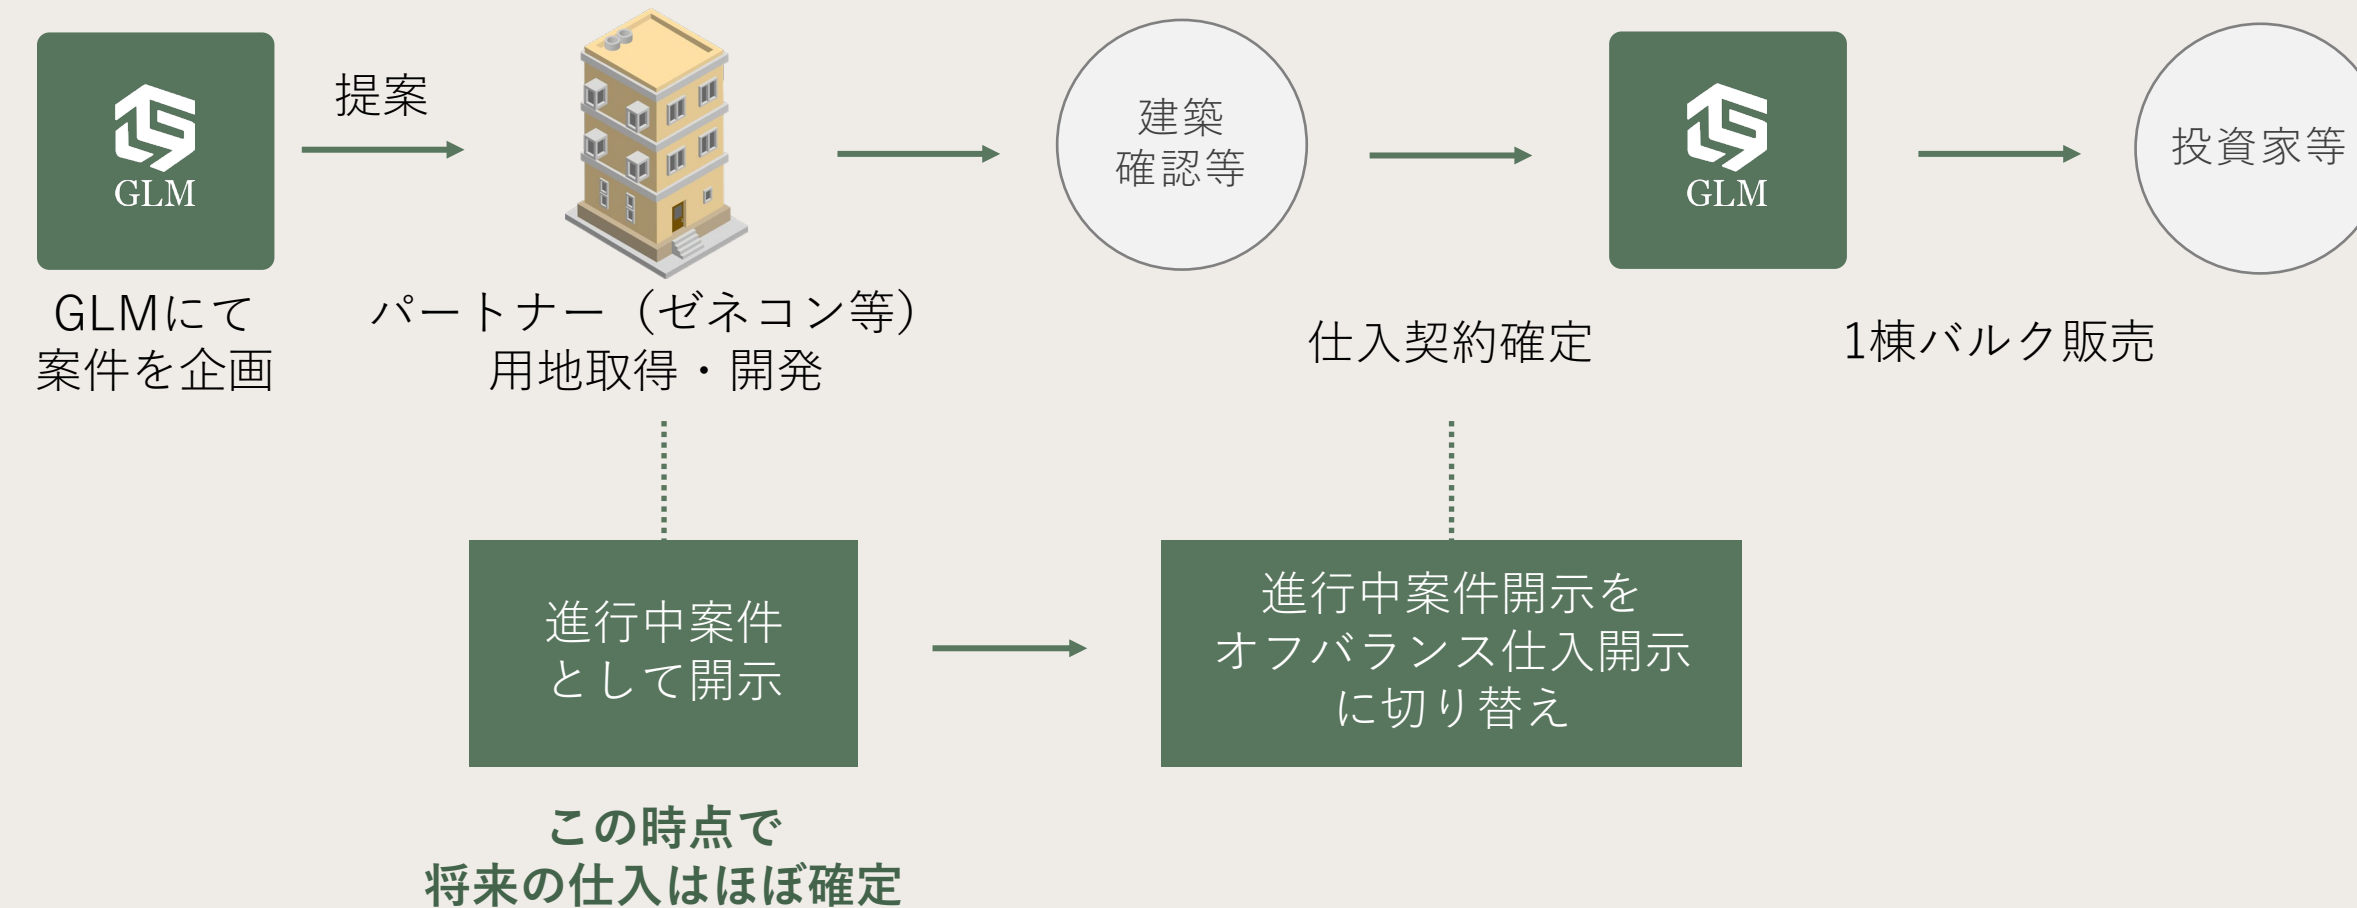 GLM
GLMにて
案件を企画
提案
パートナー（ゼネコン等）
用地取得・開発
建築
確認等
仕入契約確定
GLM
1棟バルク販売
投資家等
進行中案件
として開示
この時点で
将来の仕入はほぼ確定
進行中案件開示を
オフバランス仕入開示
に切り替え